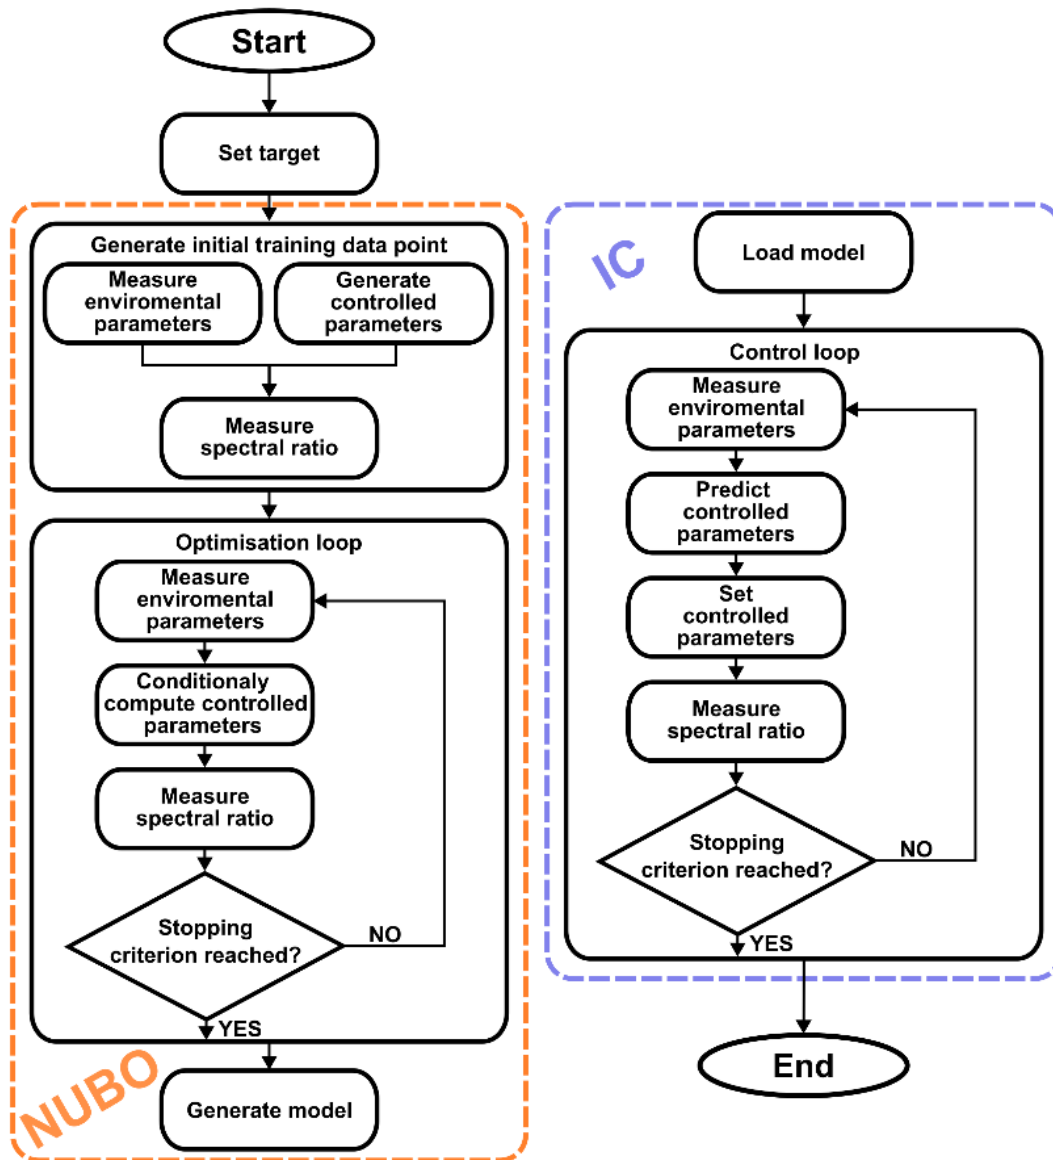 Start
Set target
Generate initial training data point
Measure
enviromental
parameters
Generate
controlled
parameters
Measure
spectral ratio
Optimisation loop
Measure
enviromental
parameters
Conditionaly
compute controlled
parameters
Measure
spectral ratio
Stopping
criterion reached?
NO
YES
Generate model
NUBO
IC
Load model
Control loop
Measure
enviromental
parameters
Predict
controlled
parameters
Set
controlled
parameters
Measure
spectral ratio
Stopping
criterion reached?
NO
YES
End